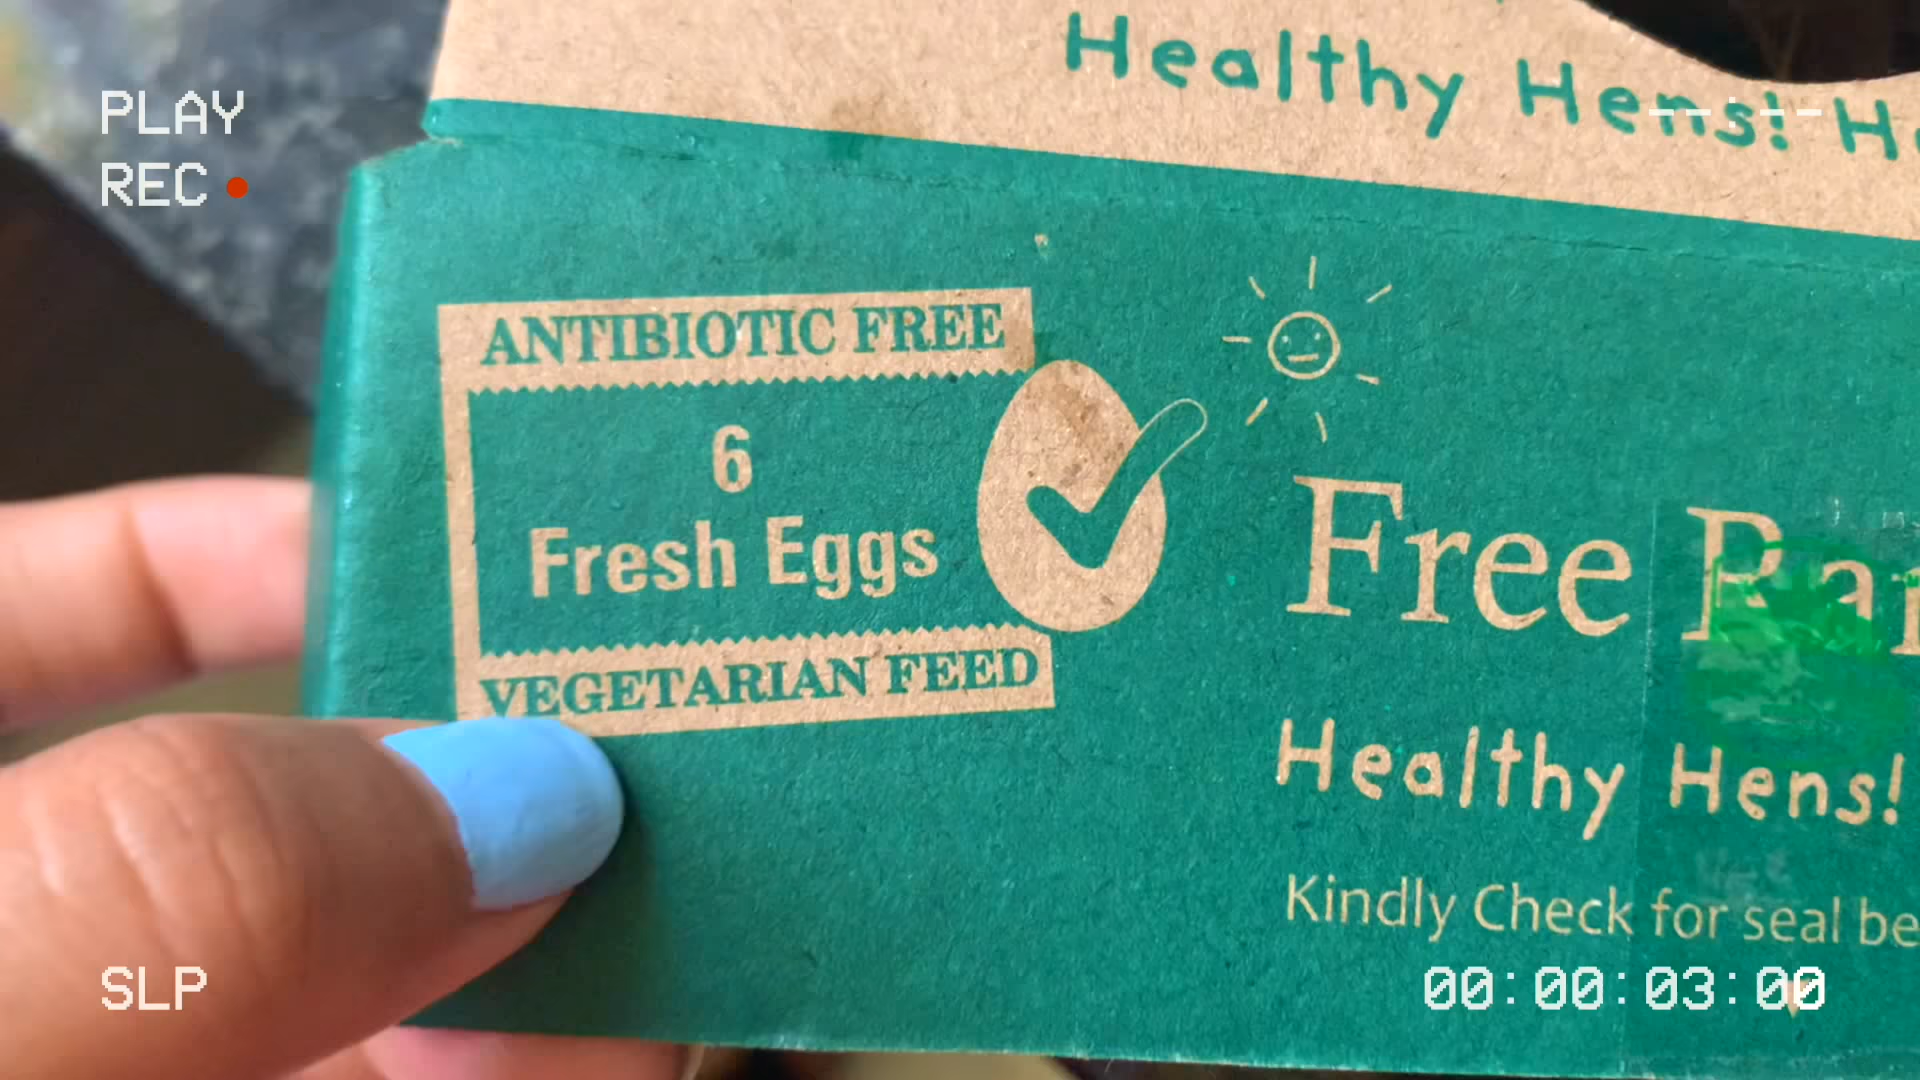 PLAY
REC
Healthy Hens!
ANTIBIOTIC FREE
6
Fresh Eggs
VEGETARIAN FEED
Free
Healthy Hens!
Kindly Check for seal
SLP
00:00:03:00